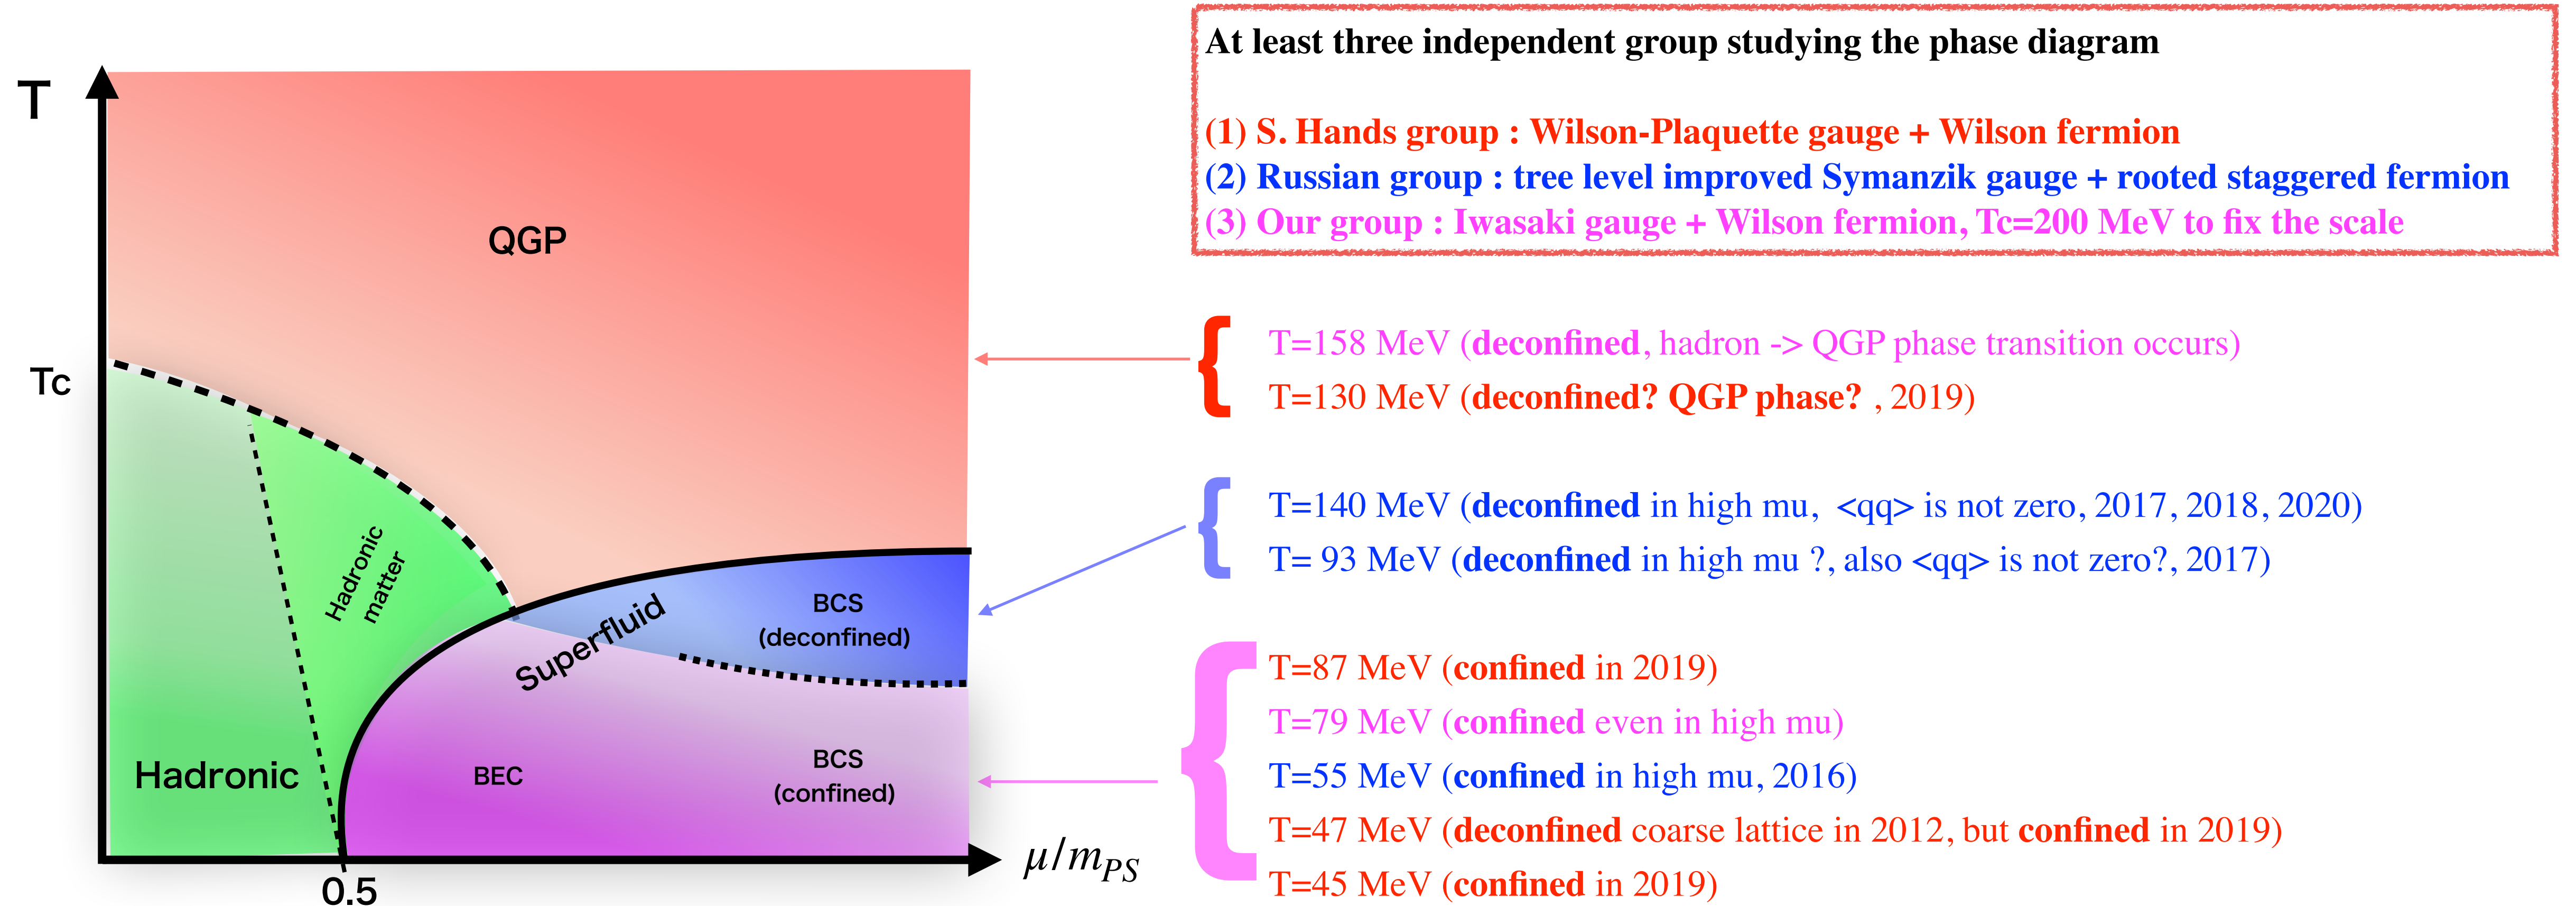 T
Tc
QGP
Hadronic
matter
Hadronic
Superfluid
BCS
(deconfined)
BEC
BCS
(confined)
0.5
μ/m_PS
At least three independent group studying the phase diagram
(1) S. Hands group : Wilson-Plaquette gauge + Wilson fermion
(2) Russian group : tree level improved Symanzik gauge + rooted staggered fermion
(3) Our group : Iwasaki gauge + Wilson fermion, Tc=200 MeV to fix the scale
T=158 MeV (deconfined, hadron -> QGP phase transition occurs)
T=130 MeV (deconfined? QGP phase? , 2019)
T=140 MeV (deconfined in high mu, <qq> is not zero, 2017, 2018, 2020)
T= 93 MeV (deconfined in high mu ?, also <qq> is not zero?, 2017)
T=87 MeV (confined in 2019)
T=79 MeV (confined even in high mu)
T=55 MeV (confined in high mu, 2016)
T=47 MeV (deconfined coarse lattice in 2012, but confined in 2019)
T=45 MeV (confined in 2019)